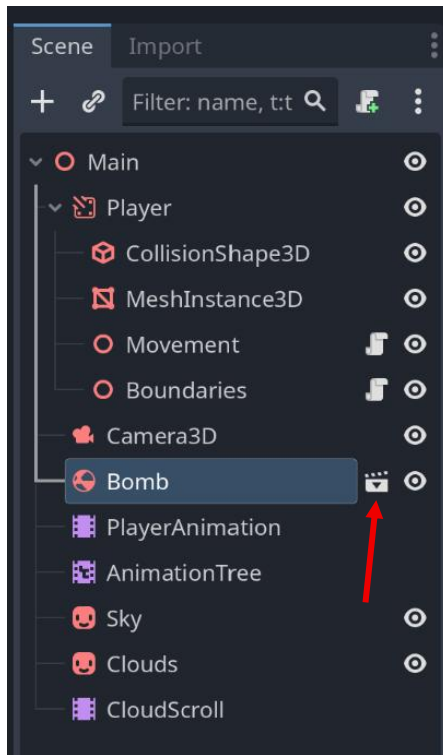 Scene Import
Filter: name, t:t
Main
Player
CollisionShape3D
MeshInstance3D
Movement
Boundaries
Camera3D
Bomb
PlayerAnimation
AnimationTree
Sky
Clouds
CloudScroll